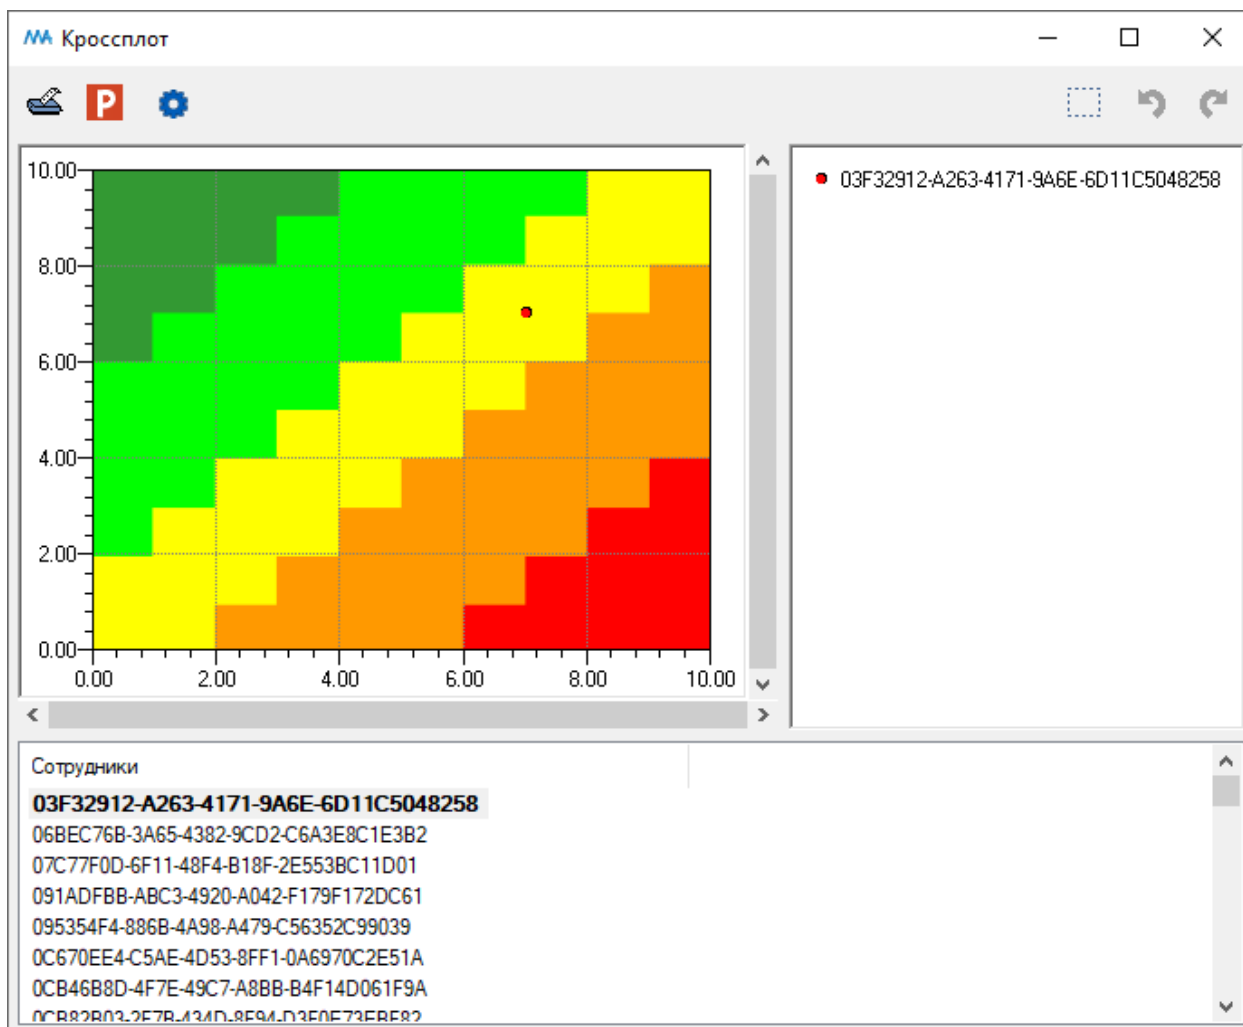 Кроссплот
P
10.00
8.00
6.00
4.00
2.00
0.00
0.00 2.00 4.00 6.00 8.00 10.00
03F32912-A263-4171-9A6E-6D11C5048258
Сотрудники
03F32912-A263-4171-9A6E-6D11C5048258
06BEC76B-3A65-4382-9CD2-C6A3E8C1E3B2
07C77F0D-6F11-48F4-B18F-2E553BC11D01
091ADFBB-ABC3-4920-A042-F179F172DC61
095354F4-886B-4A98-A479-C56352C99039
0C670EE4-C5AE-4D53-8FF1-0A6970C2E51A
0CB46B8D-4F7E-49C7-A8BB-B4F14D061F9A